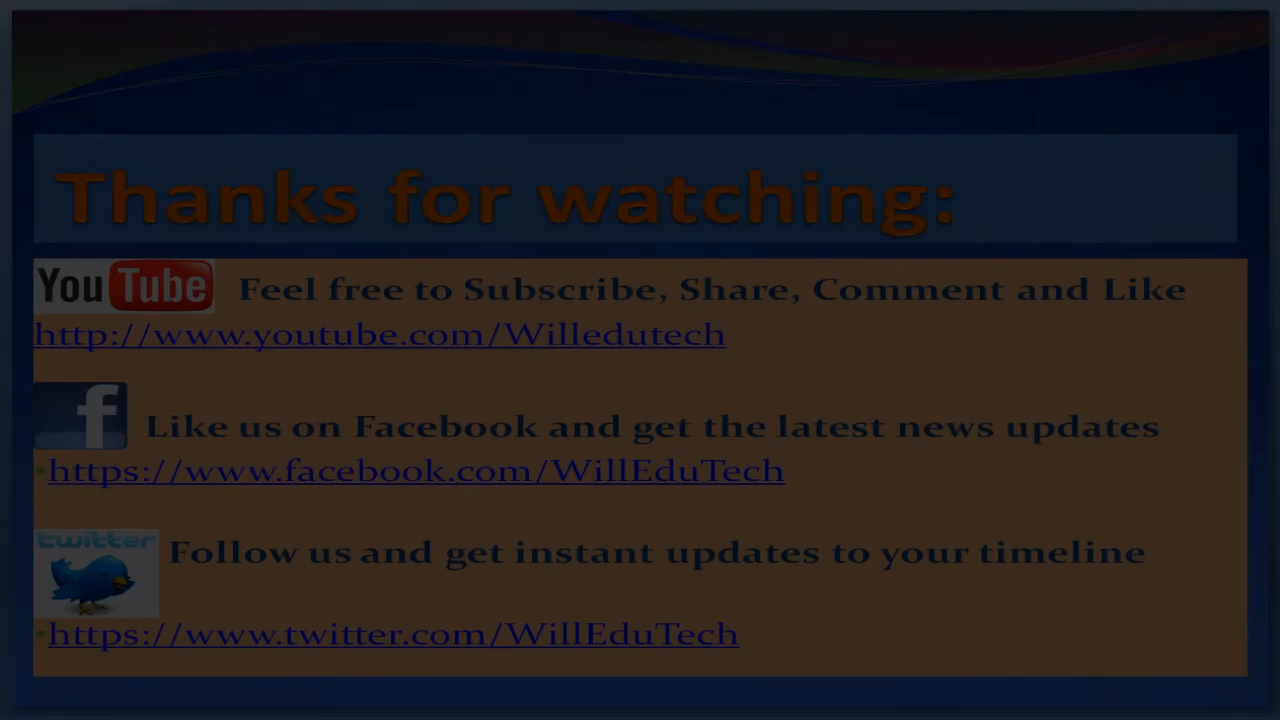 Thanks for watching:
YouTube Feel free to Subscribe, Share, Comment and Like
http://www.youtube.com/Willedutech
f Like us on Facebook and get the latest news updates
•https://www.facebook.com/WillEduTech
twitter Follow us and get instant updates to your timeline
•https://www.twitter.com/WillEduTech